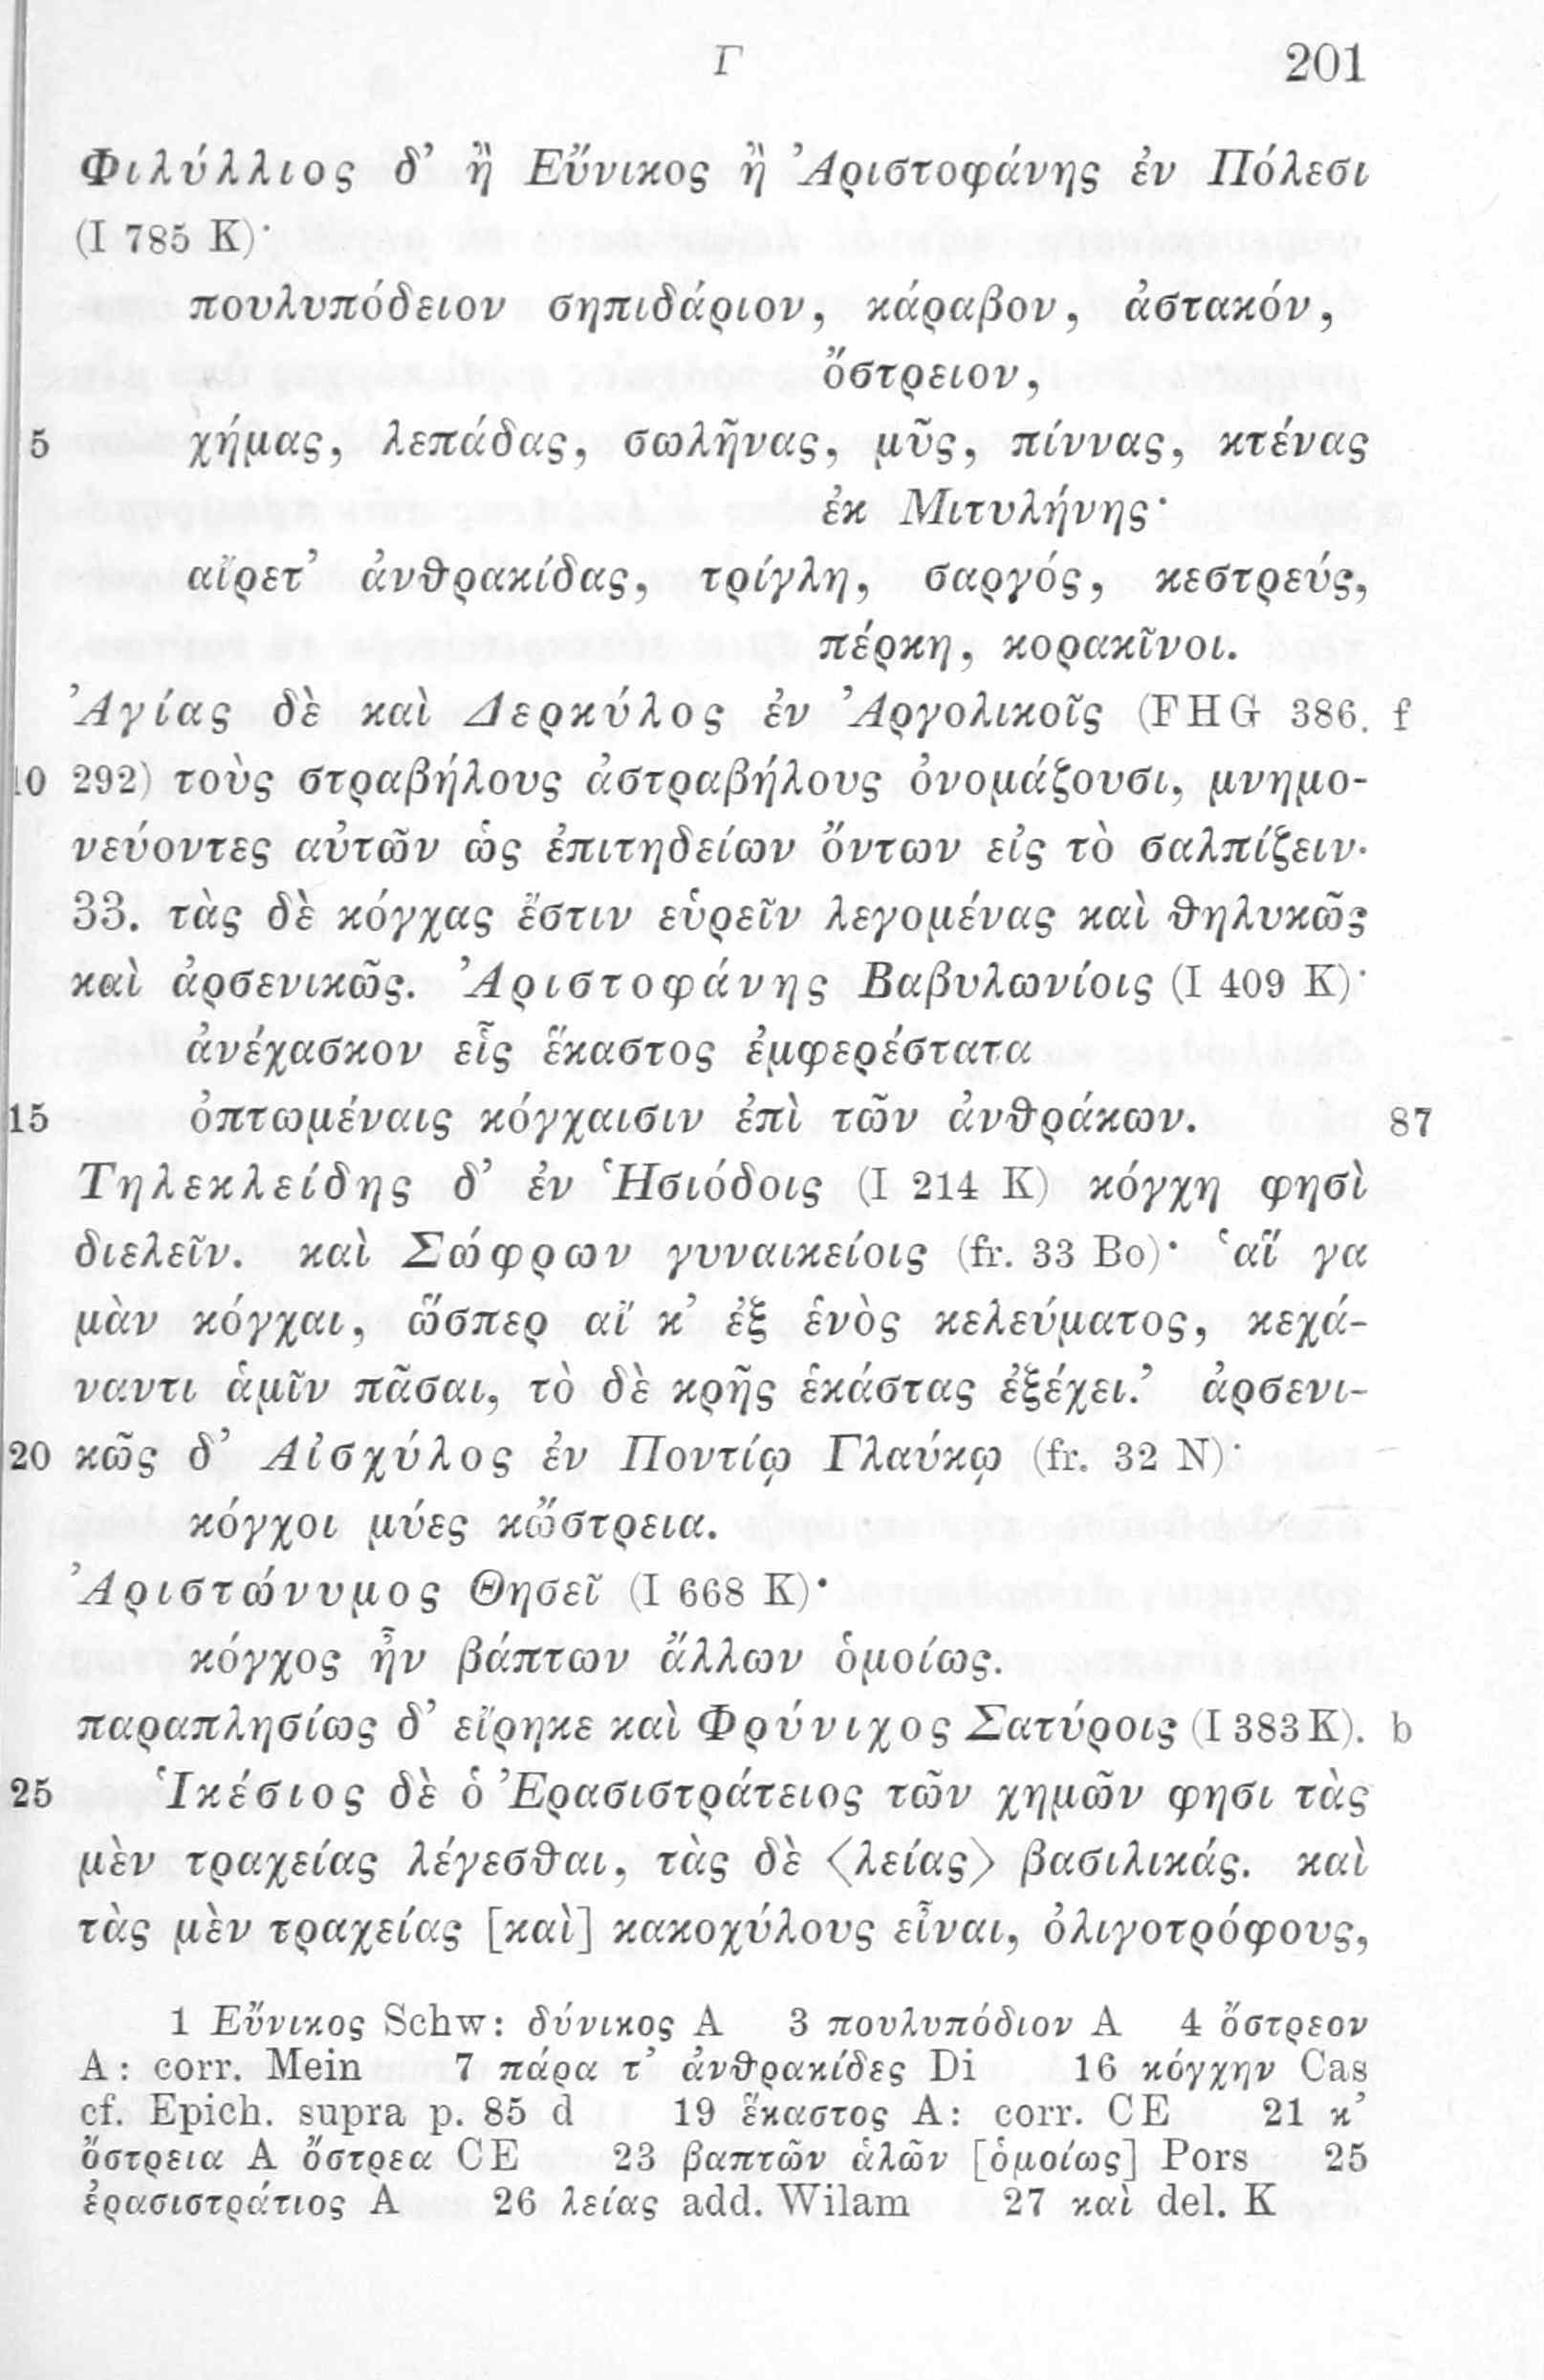 Γ 201
Φιλύλλιος δ’ ἢ Εὔνικος ἢ Ἀριστοφάνης ἐν Πόλεσι
(I 785 K)·
πουλυπόδειον σηπιδάριον, κάραβον, ἀστακόν,
ὄστρειον,
5 χήμας, λεπάδας, σωλῆνας, μῦς, πίννας, κτένας
ἐκ Μιτυλήνης·
αἴρετ’ ἀνθρακίδας, τρίγλη, σαργός, κεστρεύς,
πέρκη, κορακῖνοι.
Ἀγίας δὲ καὶ Δερκύλος ἐν Ἀργολικοῖς (FHG 386. f
10 292) τοὺς στραβήλους ἀστραβήλους ὀνομάζουσι, μνημο-
νεύοντες αὐτῶν ὡς ἐπιτηδείων ὄντων εἰς τὸ σαλπίζειν.
33. τὰς δὲ κόγχας ἔστιν εὑρεῖν λεγομένας καὶ θηλυκῶς
καὶ ἀρσενικῶς. Ἀριστοφάνης Βαβυλωνίοις (I 409 K)·
ἀνέχασκον εἷς ἕκαστος ἐμφερέστατα
15 ὀπτωμέναις κόγχαισιν ἐπὶ τῶν ἀνθράκων. 87
Τηλεκλείδης δ’ ἐν Ἡσιόδοις (I 214 K) κόγχη φησὶ
διελεῖν. καὶ Σώφρων γυναικείοις (fr. 33 Bo)· ‘αἵ γα
μὰν κόγχαι, ὥσπερ αἴ κ’ ἐξ ἑνὸς κελεύματος, κεχά-
ναντι ἁμῖν πᾶσαι, τὸ δὲ κρῆς ἑκάστας ἐξέχει.’ ἀρσενι-
20 κῶς δ’ Αἰσχύλος ἐν Ποντίῳ Γλαύκῳ (fr. 32 N)·
κόγχοι μύες κὤστρεια.
Ἀριστώνυμος Θησεῖ (I 668 K)·
κόγχος ἦν βάπτων ἄλλων ὁμοίως.
παραπλησίως δ’ εἴρηκε καὶ Φρύνιχος Σατύροις (I 383 K). b
25 Ἱκέσιος δὲ ὁ Ἐρασιστράτειος τῶν χημῶν φησι τὰς
μὲν τραχείας λέγεσθαι, τὰς δὲ ⟨λείας⟩ βασιλικάς. καὶ
τὰς μὲν τραχείας [καὶ] κακοχύλους εἶναι, ὀλιγοτρόφους,
1 Εὔνικος Schw: δύνικος A 3 πουλυπόδιον A 4 ὄστρεον
A: corr. Mein 7 πάρα τ’ ἀνθρακίδες Di 16 κόγχην Cas
cf. Epich. supra p. 85 d 19 ἕκαστος A: corr. CE 21 κ’
ὄστρεια A ὄστρεα CE 23 βαπτῶν ἁλῶν [ὁμοίως] Pors 25
ἐρασιστράτιος A 26 λείας add. Wilam 27 καὶ del. K